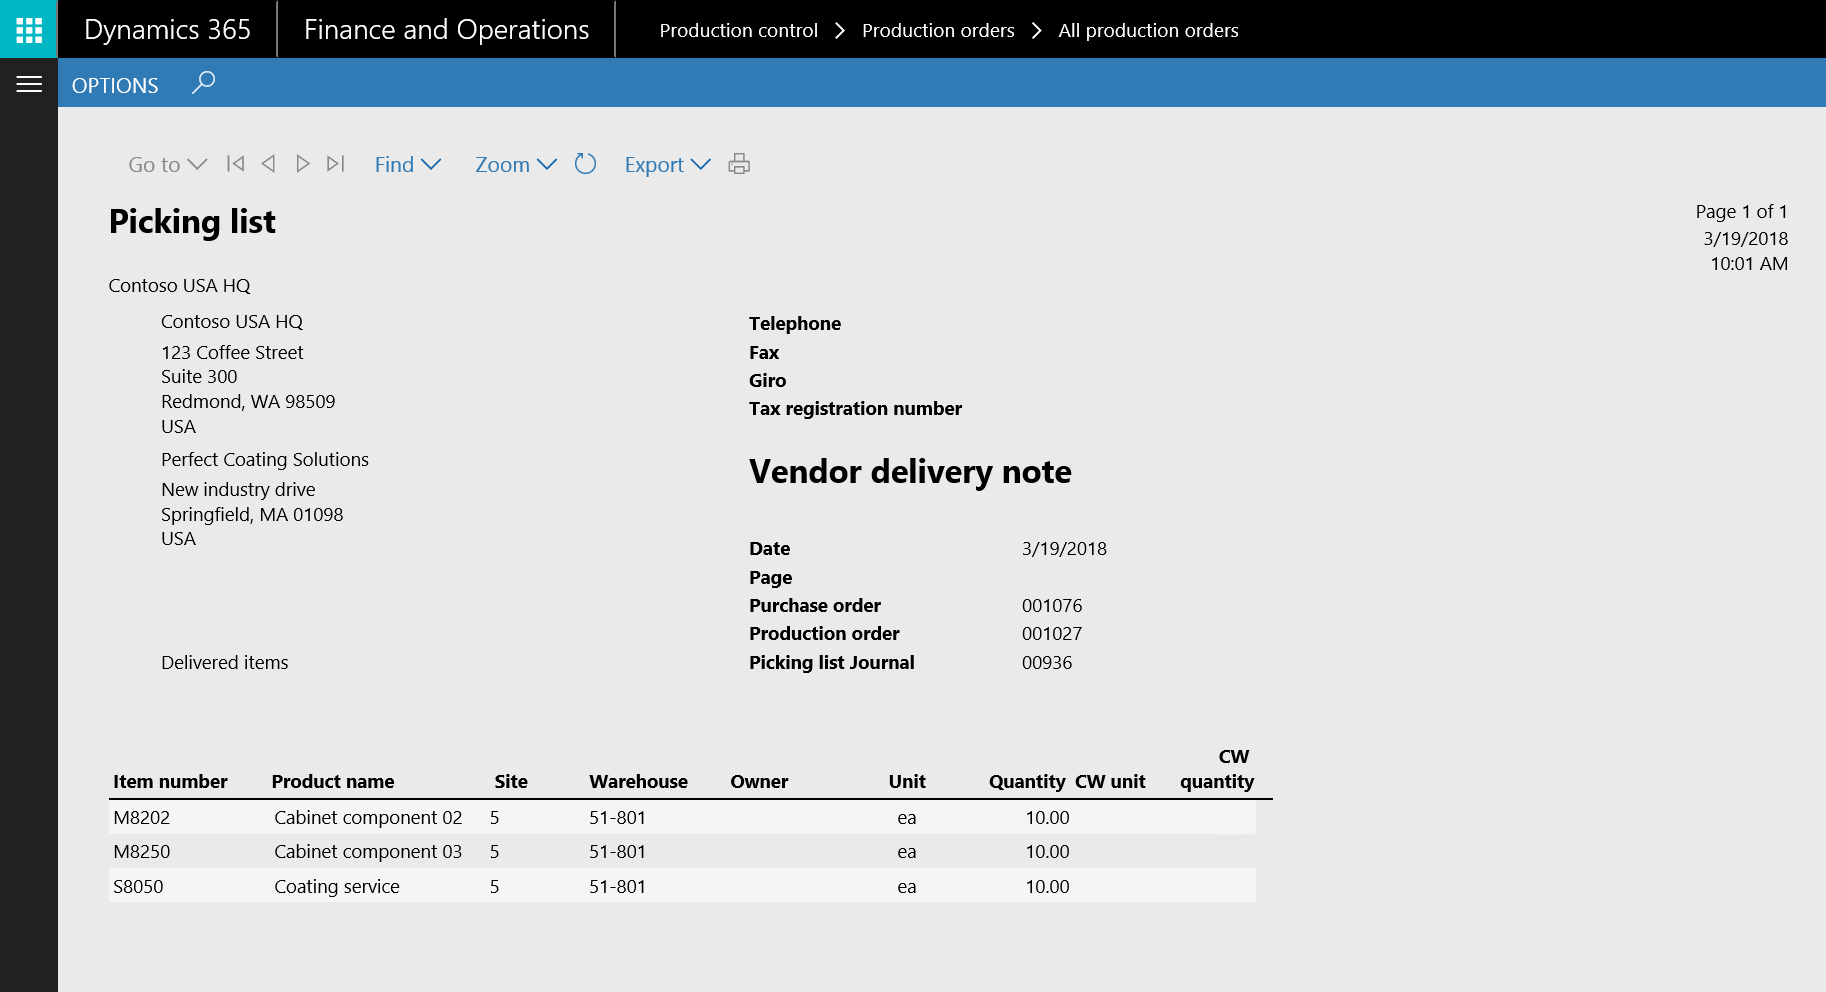 Dynamics 365 Finance and Operations Production control Production orders All production orders
OPTIONS
Go to Find Zoom Export
Picking list
Page 1 of 1
3/19/2018
10:01 AM
Contoso USA HQ
Contoso USA HQ
123 Coffee Street
Suite 300
Redmond, WA 98509
USA
Perfect Coating Solutions
New industry drive
Springfield, MA 01098
USA
Delivered items
Telephone
Fax
Giro
Tax registration number
Vendor delivery note
Date 3/19/2018
Page
Purchase order 001076
Production order 001027
Picking list Journal 00936
Item number Product name Site Warehouse Owner Unit Quantity CW unit CW quantity
M8202 Cabinet component 02 5 51-801 ea 10.00
M8250 Cabinet component 03 5 51-801 ea 10.00
S8050 Coating service 5 51-801 ea 10.00